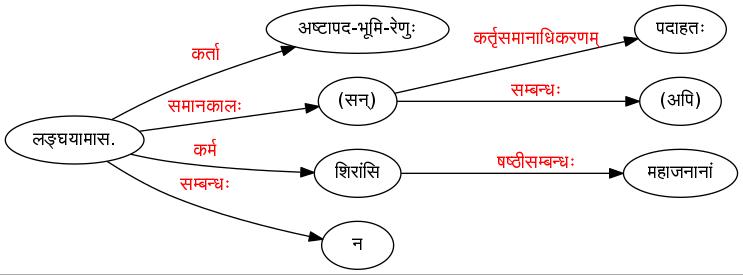 अष्टापद-भूमि-रेणुः
पदाहतः
कर्तृसमानाधिकरणम्
कर्ता
समानकालः
(सन्)
सम्बन्धः
(अपि)
लङ्घयामास.
कर्म
शिरांसि
षष्ठीसम्बन्धः
महाजनानां
सम्बन्धः
न